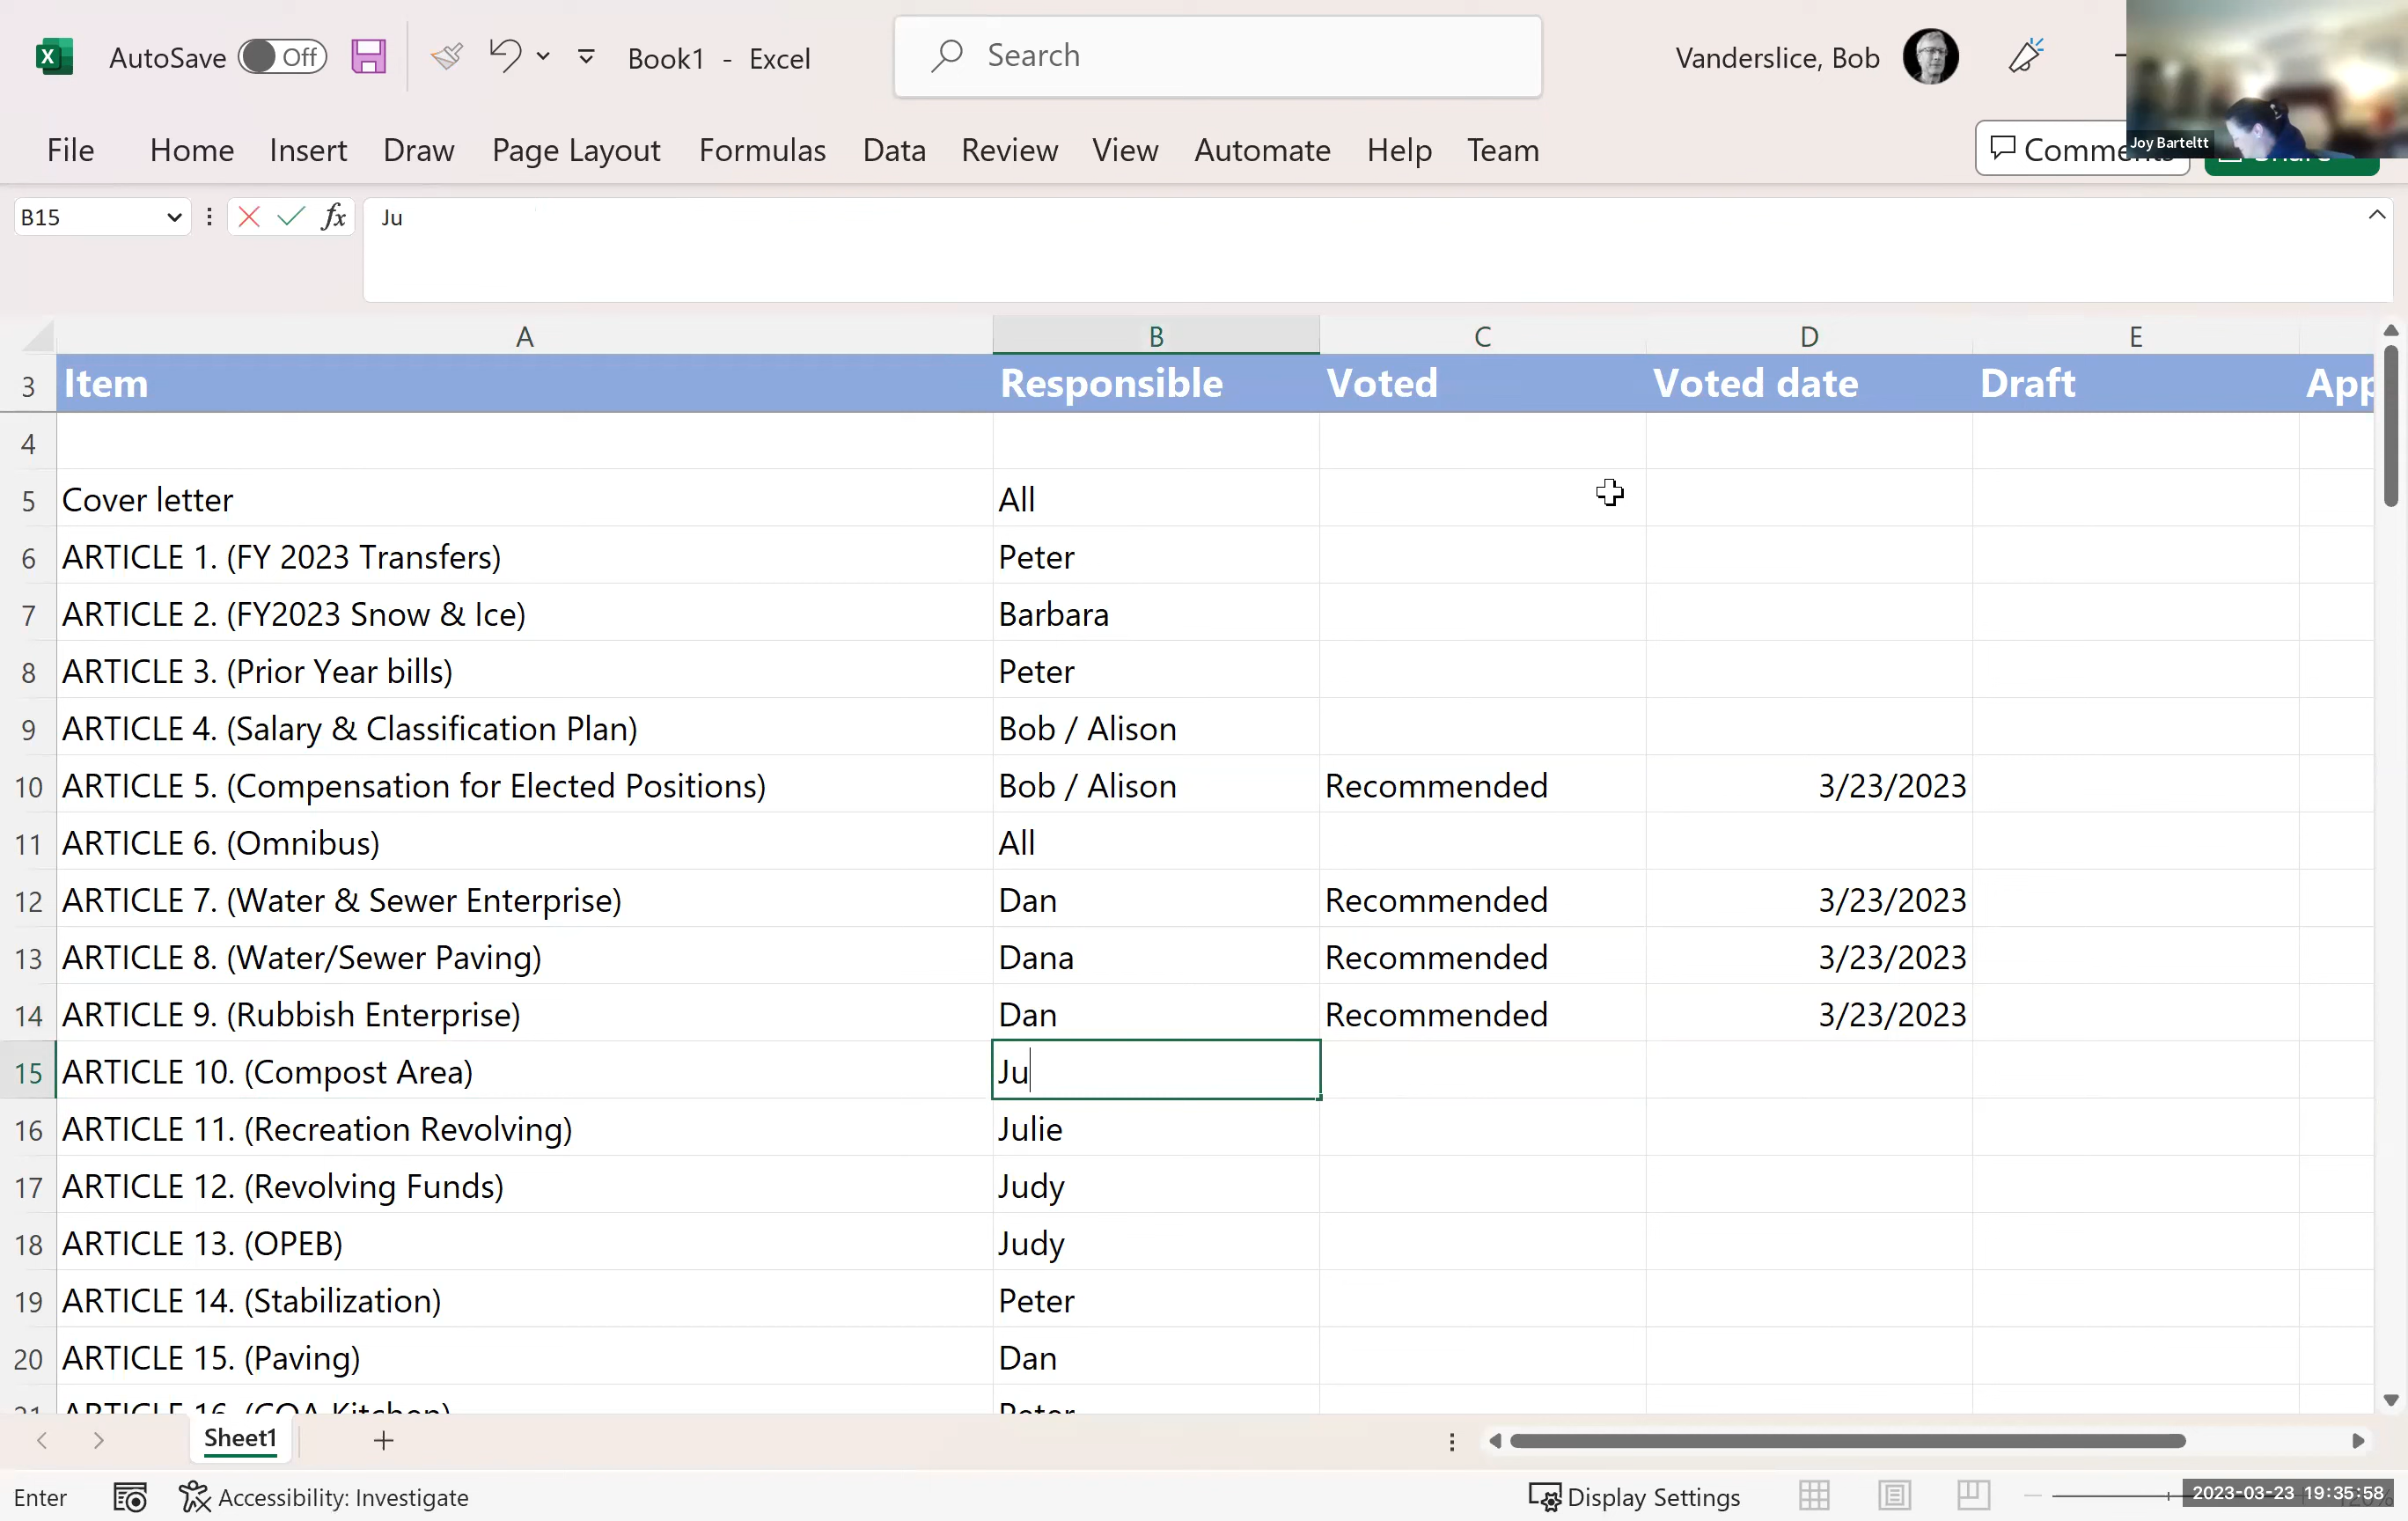 AutoSave Off Book1 - Excel Search Vanderslice, Bob
File Home Insert Draw Page Layout Formulas Data Review View Automate Help Team
Joy Barteltt
B15 fx Ju
A B C D E
3 Item Responsible Voted Voted date Draft
4
5 Cover letter All
6 ARTICLE 1. (FY 2023 Transfers) Peter
7 ARTICLE 2. (FY2023 Snow & Ice) Barbara
8 ARTICLE 3. (Prior Year bills) Peter
9 ARTICLE 4. (Salary & Classification Plan) Bob / Alison
10 ARTICLE 5. (Compensation for Elected Positions) Bob / Alison Recommended 3/23/2023
11 ARTICLE 6. (Omnibus) All
12 ARTICLE 7. (Water & Sewer Enterprise) Dan Recommended 3/23/2023
13 ARTICLE 8. (Water/Sewer Paving) Dana Recommended 3/23/2023
14 ARTICLE 9. (Rubbish Enterprise) Dan Recommended 3/23/2023
15 ARTICLE 10. (Compost Area) Ju
16 ARTICLE 11. (Recreation Revolving) Julie
17 ARTICLE 12. (Revolving Funds) Judy
18 ARTICLE 13. (OPEB) Judy
19 ARTICLE 14. (Stabilization) Peter
20 ARTICLE 15. (Paving) Dan
21 ARTICLE 16. (COA Kitchen) Peter
Sheet1
Enter Accessibility: Investigate Display Settings 2023-03-23 19:35:58